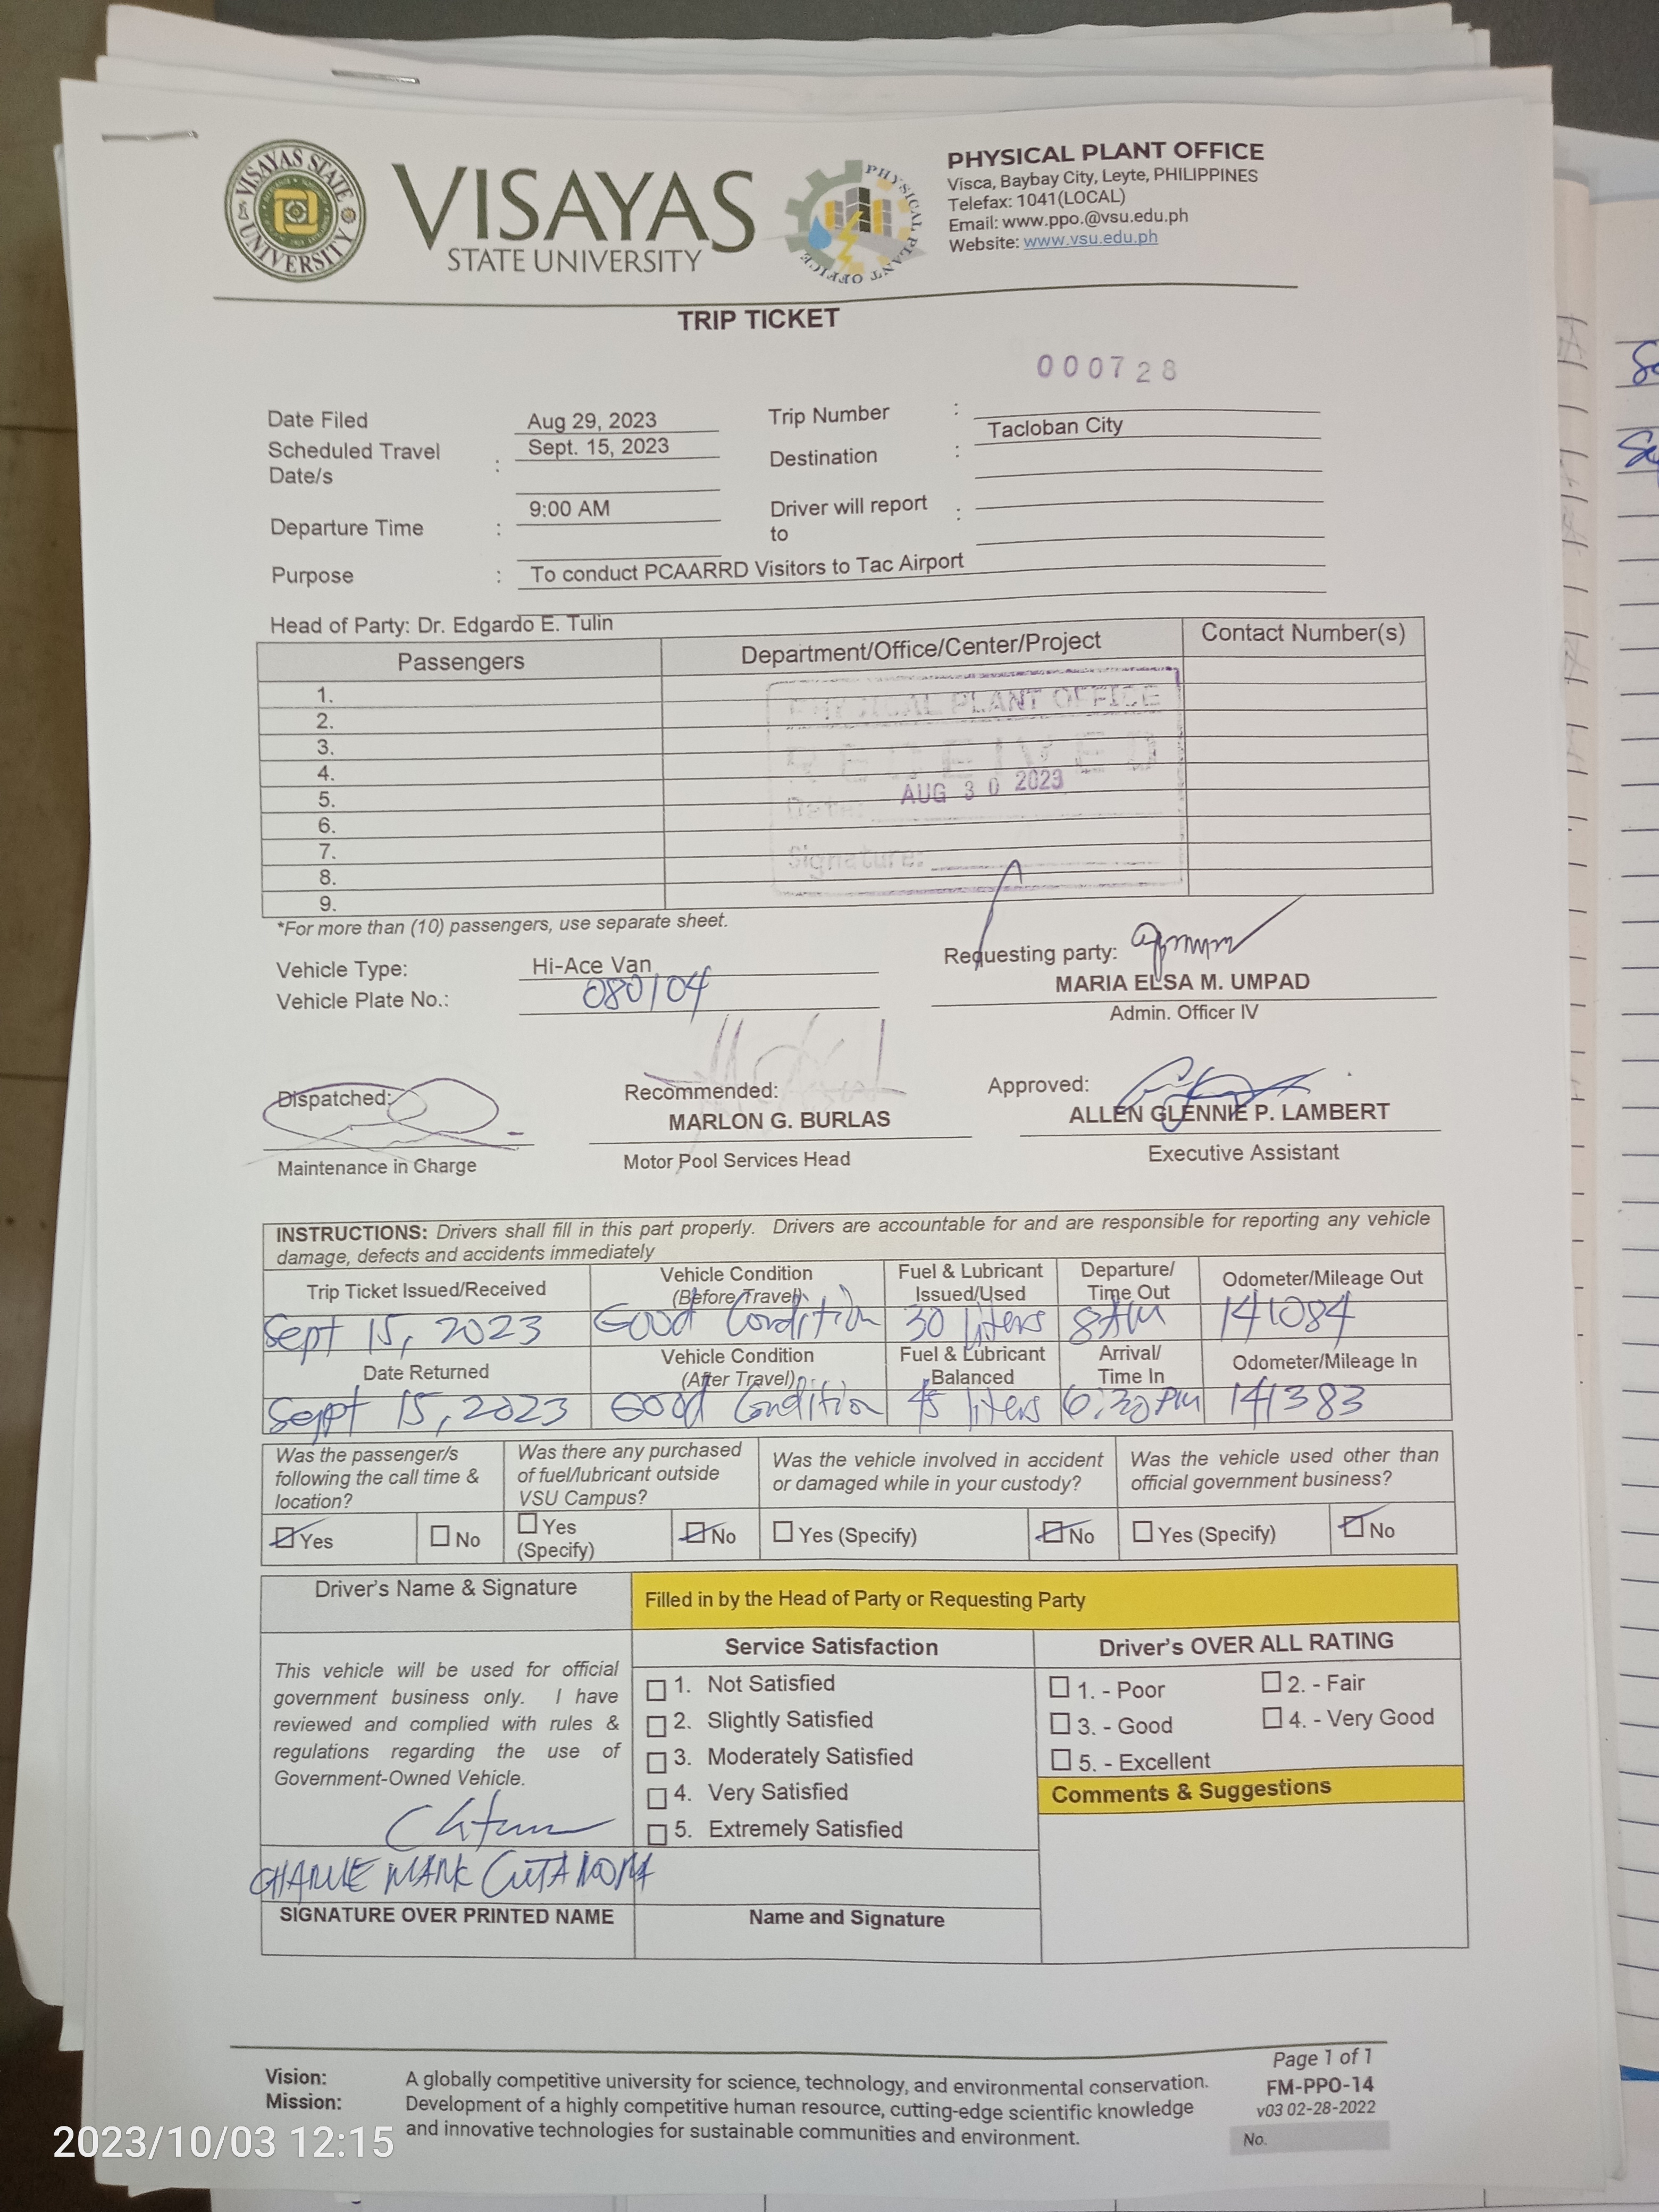 VISAYAS STATE UNIVERSITY
VISAYAS
STATE UNIVERSITY
PHYSICAL PLANT OFFICE
PHYSICAL PLANT OFFICE
Visca, Baybay City, Leyte, PHILIPPINES
Telefax: 1041(LOCAL)
Email: www.ppo.@vsu.edu.ph
Website: www.vsu.edu.ph
TRIP TICKET
000728
Date Filed Aug 29, 2023 Trip Number :
Scheduled Travel Date/s : Sept. 15, 2023 Destination : Tacloban City
Departure Time : 9:00 AM Driver will report to :
Purpose : To conduct PCAARRD Visitors to Tac Airport
Head of Party: Dr. Edgardo E. Tulin
Passengers Department/Office/Center/Project Contact Number(s)
1.
2.
3.
4.
5.
6.
7.
8.
9.
PHYSICAL PLANT OFFICE
RECEIVED
Date: AUG 30 2023
Signature:
*For more than (10) passengers, use separate sheet.
Vehicle Type: Hi-Ace Van
Vehicle Plate No.: 080104
Requesting party:
MARIA ELSA M. UMPAD
Admin. Officer IV
Dispatched: Recommended: Approved:
MARLON G. BURLAS ALLEN GLENNIE P. LAMBERT
Maintenance in Charge Motor Pool Services Head Executive Assistant
INSTRUCTIONS: Drivers shall fill in this part properly. Drivers are accountable for and are responsible for reporting any vehicle
damage, defects and accidents immediately
Trip Ticket Issued/Received Vehicle Condition (Before Travel) Fuel & Lubricant Issued/Used Departure/ Time Out Odometer/Mileage Out
Sept 15, 2023 Good Condition 30 liters 8AM 141084
Date Returned Vehicle Condition (After Travel) Fuel & Lubricant Balanced Arrival/ Time In Odometer/Mileage In
Sept 15, 2023 Good Condition 45 liters 6:30 PM 141383
Was the passenger/s following the call time & location? Was there any purchased of fuel/lubricant outside VSU Campus? Was the vehicle involved in accident or damaged while in your custody? Was the vehicle used other than official government business?
Yes No Yes (Specify) No Yes (Specify) No Yes (Specify) No
Driver's Name & Signature Filled in by the Head of Party or Requesting Party
This vehicle will be used for official
government business only. I have
reviewed and complied with rules &
regulations regarding the use of
Government-Owned Vehicle.
CHARLIE MARK
SIGNATURE OVER PRINTED NAME
Service Satisfaction
1. Not Satisfied
2. Slightly Satisfied
3. Moderately Satisfied
4. Very Satisfied
5. Extremely Satisfied
Name and Signature
Driver's OVER ALL RATING
1. - Poor 2. - Fair
3. - Good 4. - Very Good
5. - Excellent
Comments & Suggestions
Vision: A globally competitive university for science, technology, and environmental conservation.
Mission: Development of a highly competitive human resource, cutting-edge scientific knowledge
and innovative technologies for sustainable communities and environment.
Page 1 of 1
FM-PPO-14
v03 02-28-2022
No.
2023/10/03 12:15